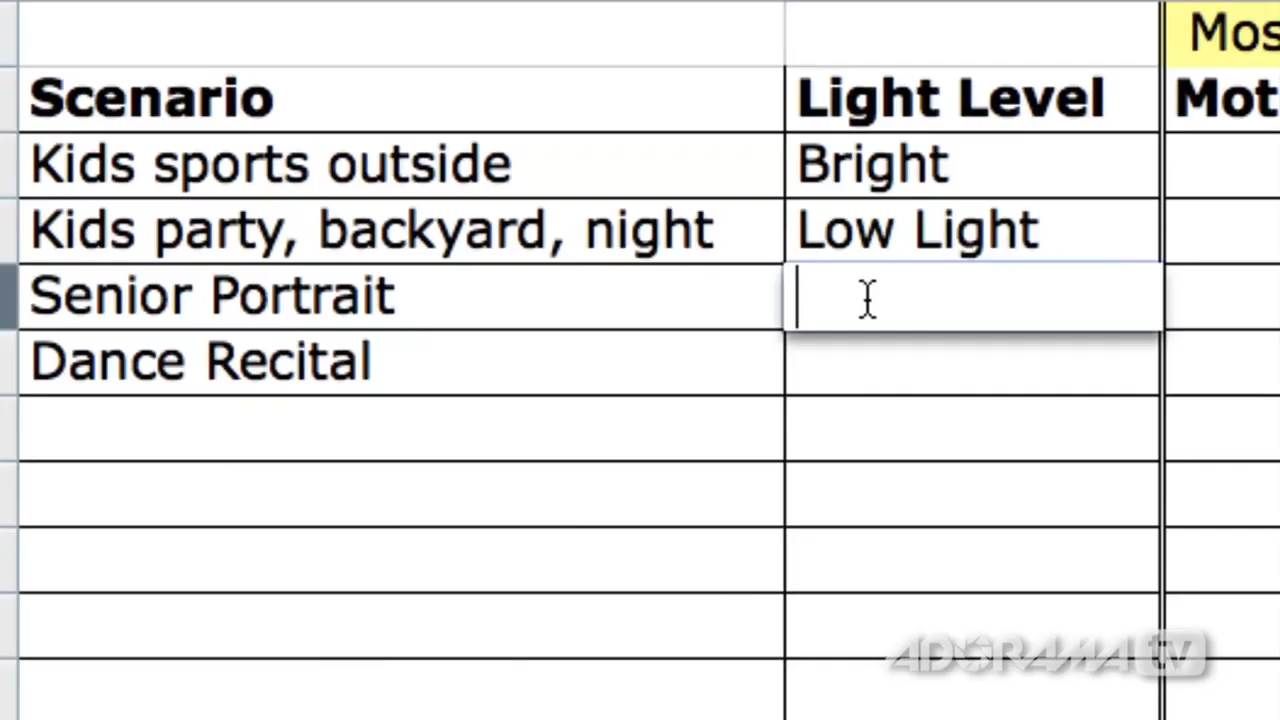 Mos
Scenario Light Level Mot
Kids sports outside Bright
Kids party, backyard, night Low Light
Senior Portrait
Dance Recital
ADORAMA tv